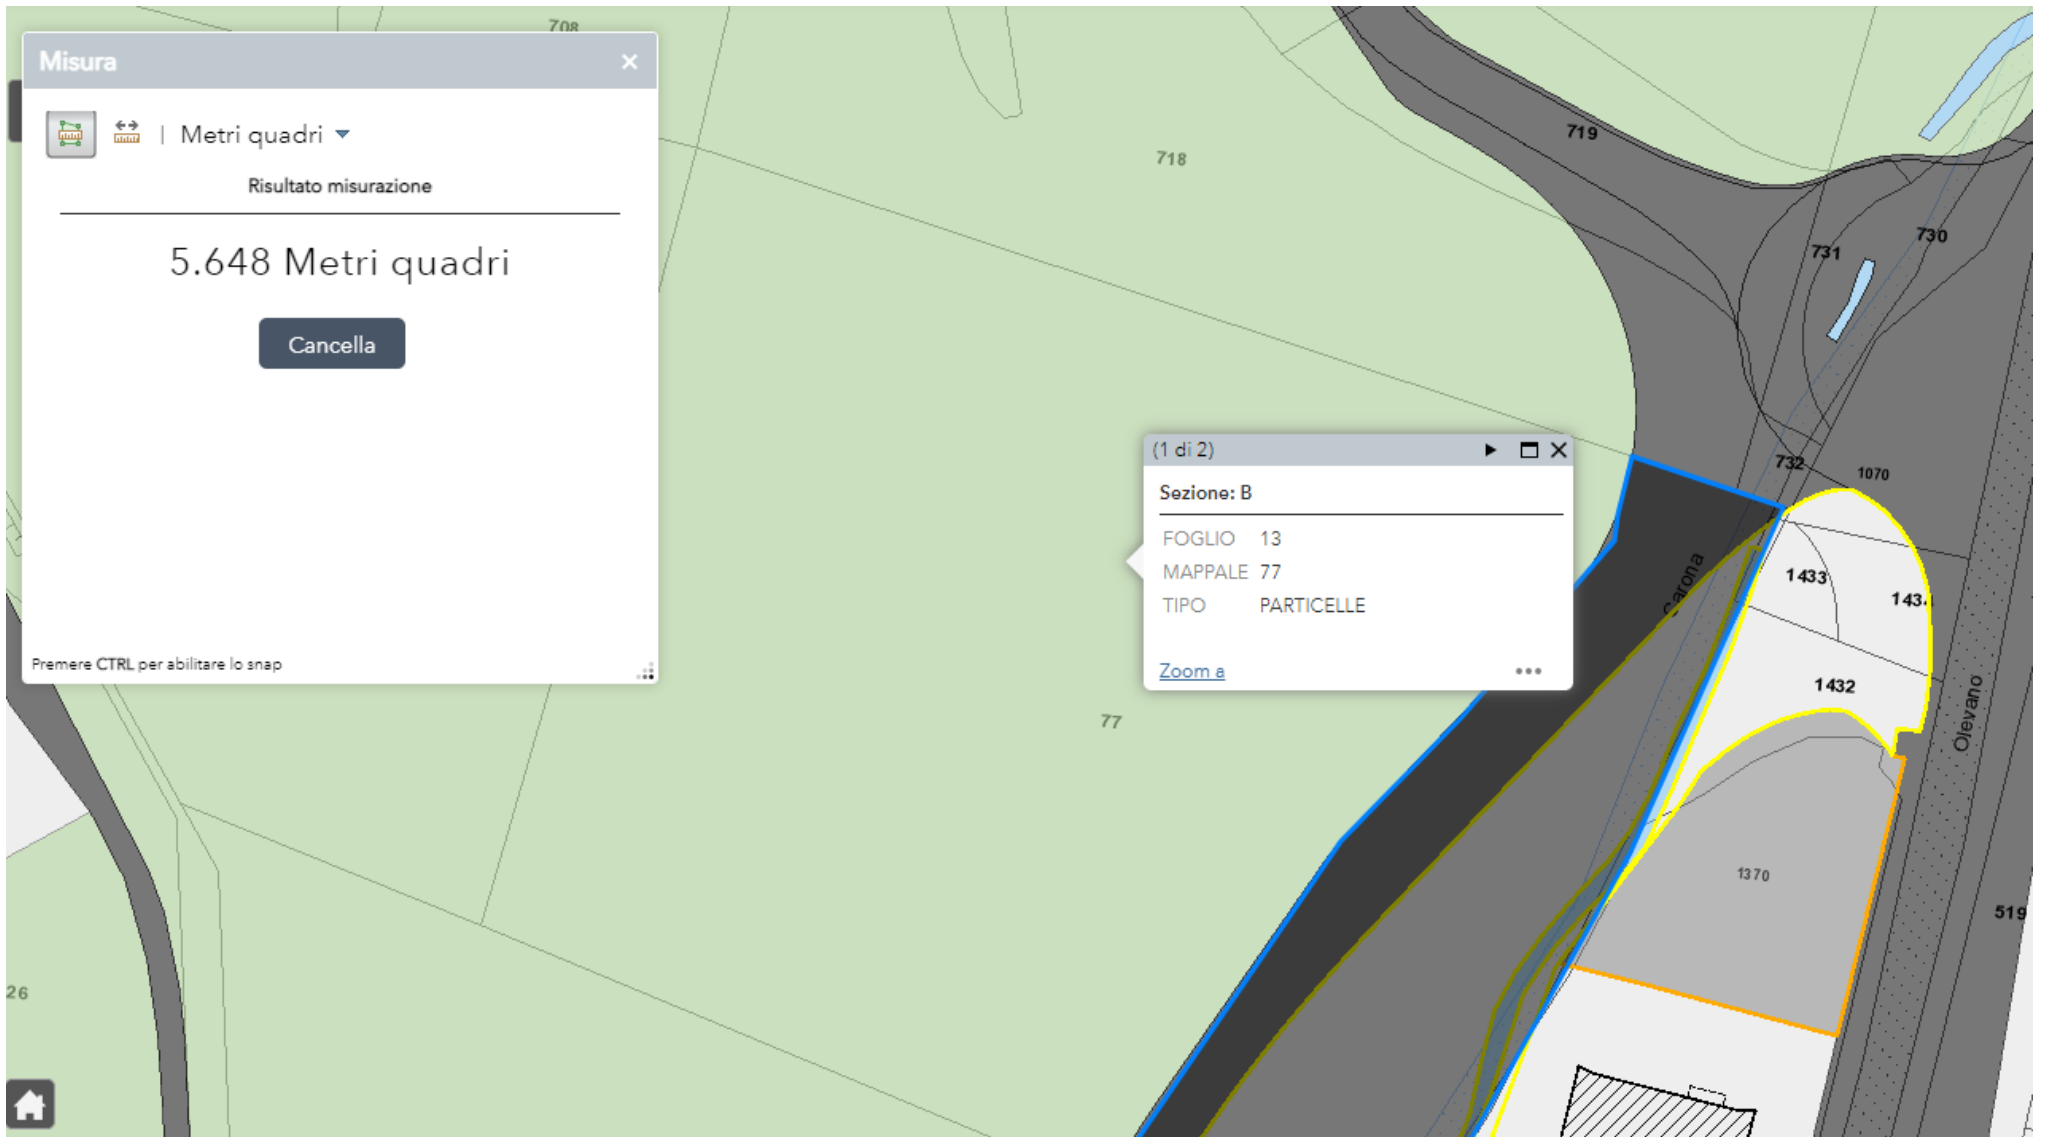 708
Misura
Metri quadri
Risultato misurazione
5.648 Metri quadri
Cancella
Premere CTRL per abilitare lo snap
718
719
731
730
732
1070
(1 di 2)
Sezione: B
FOGLIO 13
MAPPALE 77
TIPO PARTICELLE
Zoom a
Carona
1433
1434
1432
Olevano
77
1370
519
26